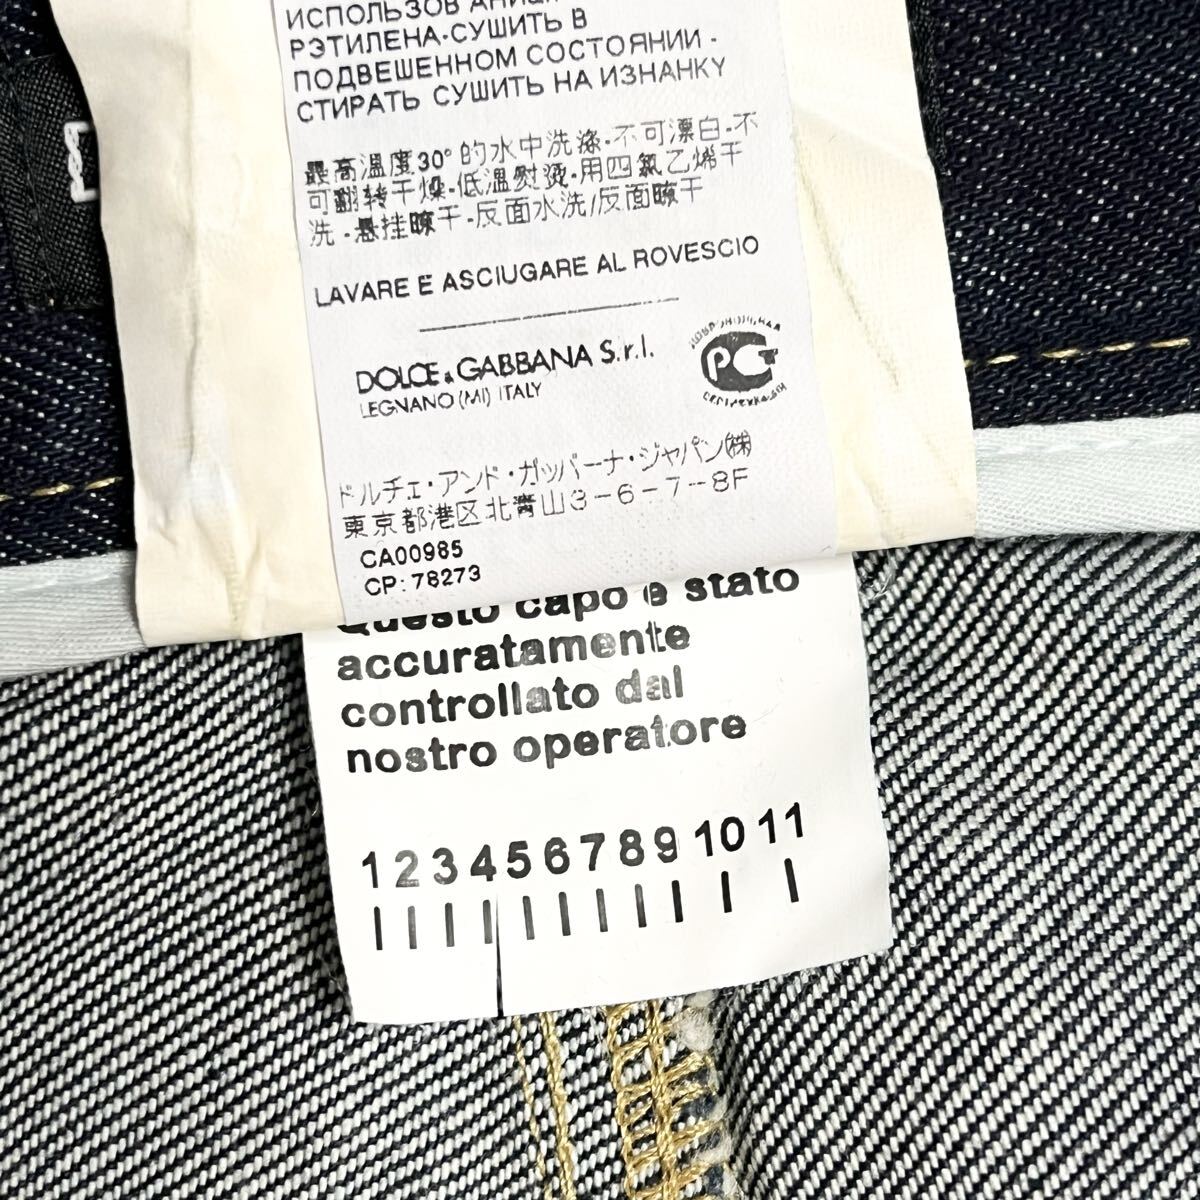 РЭТИЛЕНА-СУШИТЬ В
ПОДВЕШЕННОМ СОСТОЯНИИ -
СТИРАТЬ СУШИТЬ НА ИЗНАНКУ
最高溫度30°的水中洗滌-不可漂白-不
可翻转干燥-低溫熨烫-用四氯乙烯干
洗-悬挂晾干-反面水洗/反面晾干
LAVARE E ASCIUGARE AL ROVESCIO
DOLCE & GABBANA S.r.l.
LEGNANO (MI) ITALY
PCT
ドルチェ・アンド・ガッバーナ・ジャパン㈱
東京都港区北青山3-6-7-8F
CA00985
CP: 78273
Questo capo è stato
accuratamente
controllato dal
nostro operatore
1 2 3 4 5 6 7 8 9 10 11